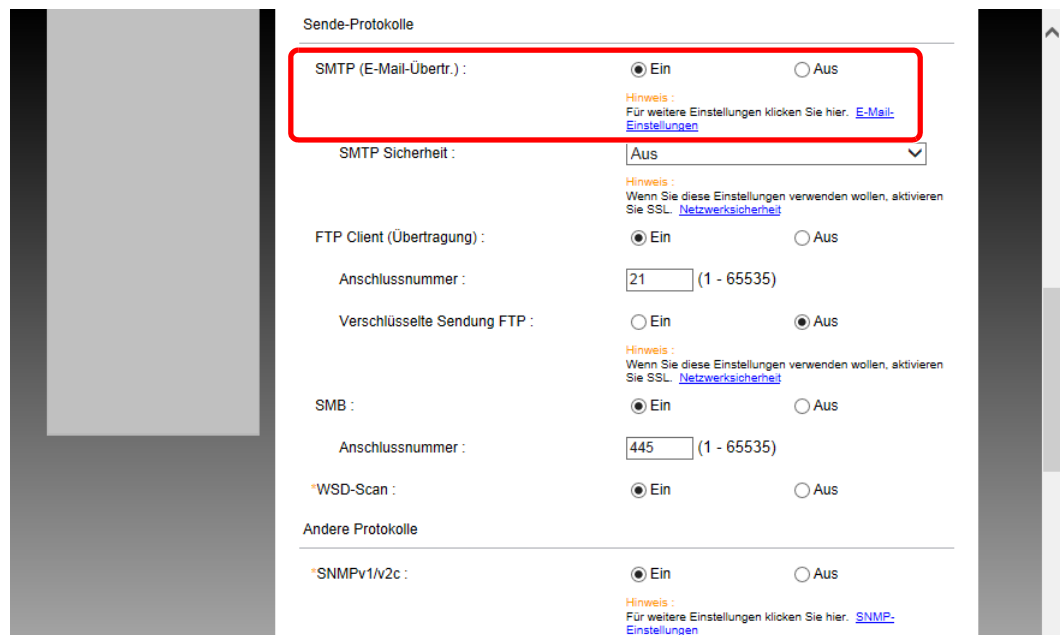 Sende-Protokolle
SMTP (E-Mail-Übertr.) : Ein Aus
Hinweis :
Für weitere Einstellungen klicken Sie hier. E-Mail-
Einstellungen
SMTP Sicherheit : Aus
Hinweis :
Wenn Sie diese Einstellungen verwenden wollen, aktivieren
Sie SSL. Netzwerksicherheit
FTP Client (Übertragung) : Ein Aus
Anschlussnummer : 21 (1 - 65535)
Verschlüsselte Sendung FTP : Ein Aus
Hinweis :
Wenn Sie diese Einstellungen verwenden wollen, aktivieren
Sie SSL. Netzwerksicherheit
SMB : Ein Aus
Anschlussnummer : 445 (1 - 65535)
*WSD-Scan : Ein Aus
Andere Protokolle
*SNMPv1/v2c : Ein Aus
Hinweis :
Für weitere Einstellungen klicken Sie hier. SNMP-
Einstellungen